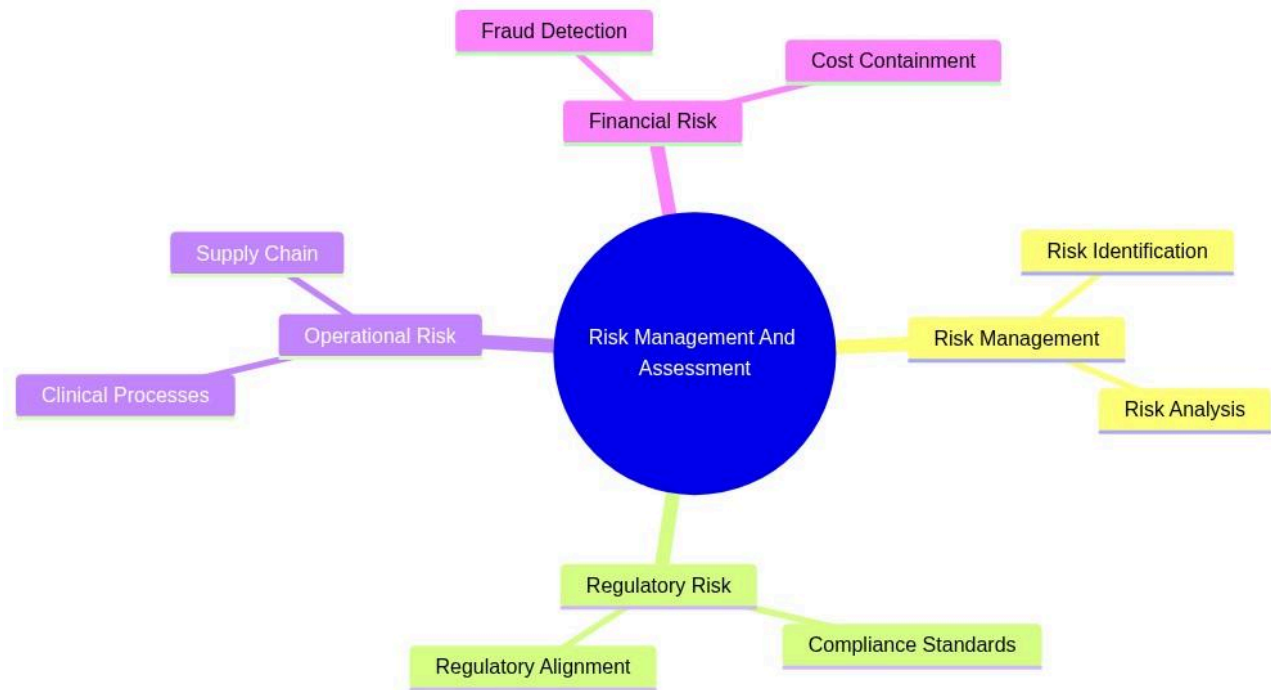 Fraud Detection
Cost Containment
Financial Risk
Supply Chain
Risk Identification
Operational Risk
Risk Management And
Assessment
Risk Management
Clinical Processes
Risk Analysis
Regulatory Risk
Compliance Standards
Regulatory Alignment